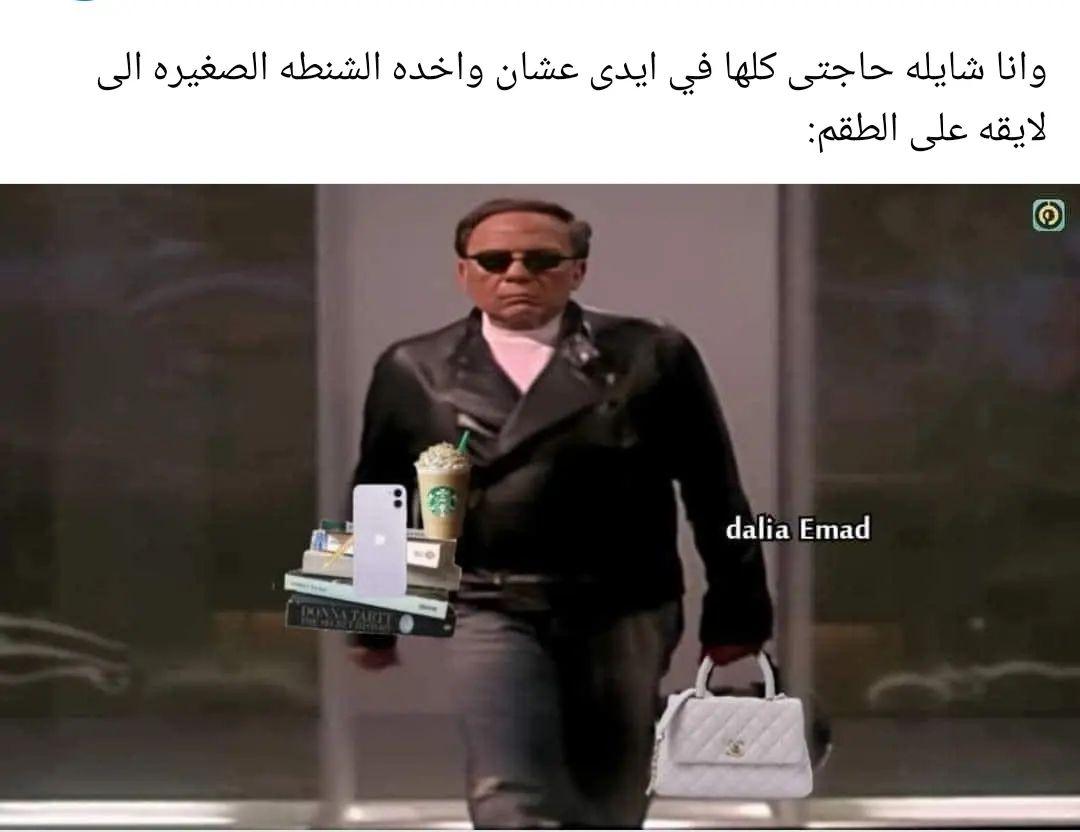 وانا شايله حاجتى كلها في ايدى عشان واخده الشنطه الصغيره الى
لايقه على الطقم:
dalia Emad
DONNA TARTT
THE SECRET HISTORY